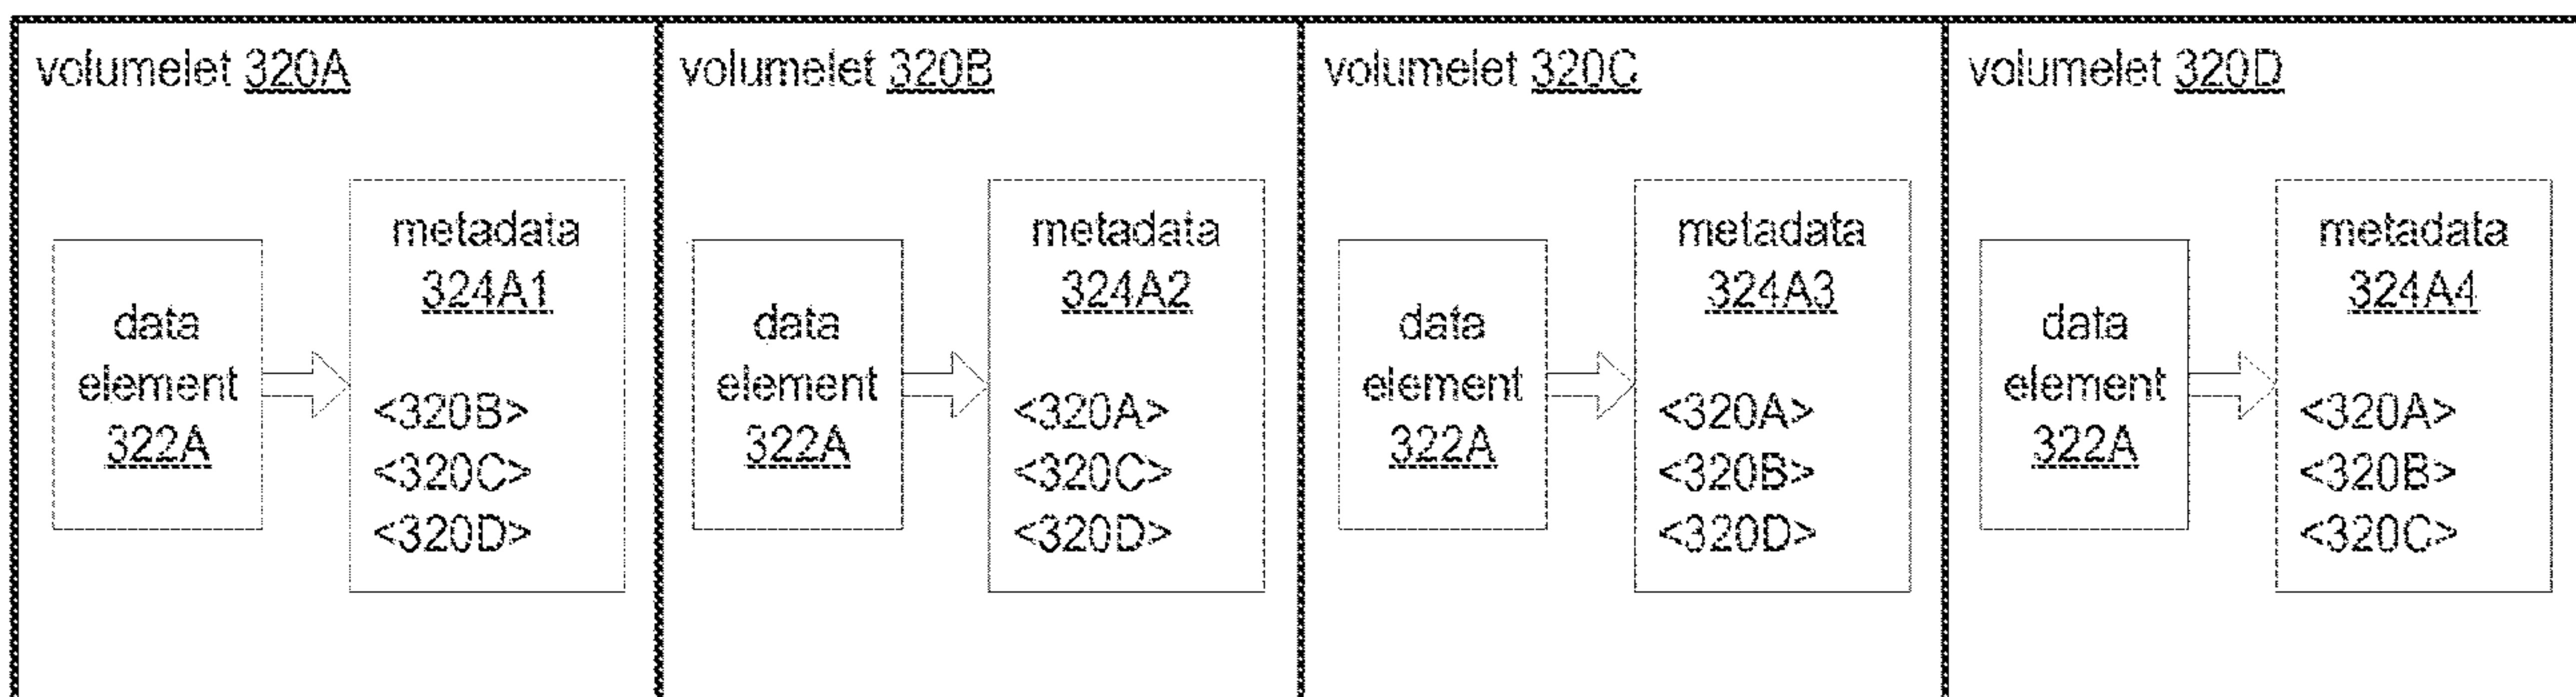 volumelet 320A
data
element
322A
metadata
324A1
<320B>
<320C>
<320D>
volumelet 320B
data
element
322A
metadata
324A2
<320A>
<320C>
<320D>
volumelet 320C
data
element
322A
metadata
324A3
<320A>
<320B>
<320D>
volumelet 320D
data
element
322A
metadata
324A4
<320A>
<320B>
<320C>